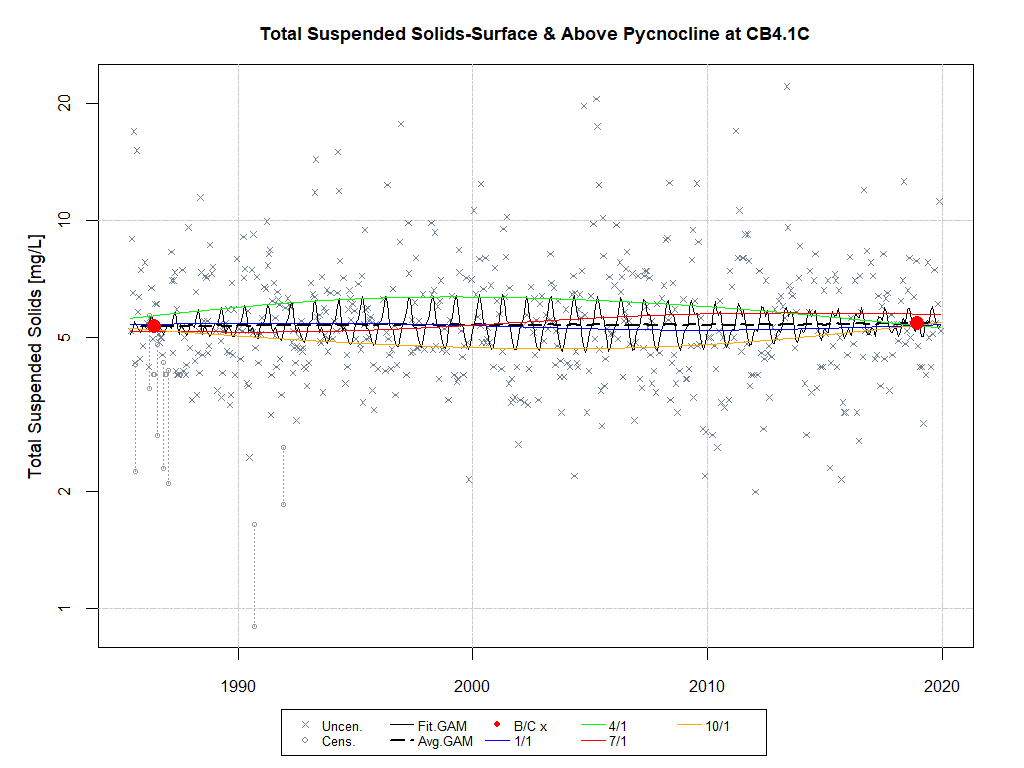 Total Suspended Solids-Surface & Above Pycnocline at CB4.1C
Total Suspended Solids [mg/L]
20
10
5
2
1
1990 2000 2010 2020
Uncen. Fit.GAM B/C x 4/1 10/1
Cens. Avg.GAM 1/1 7/1